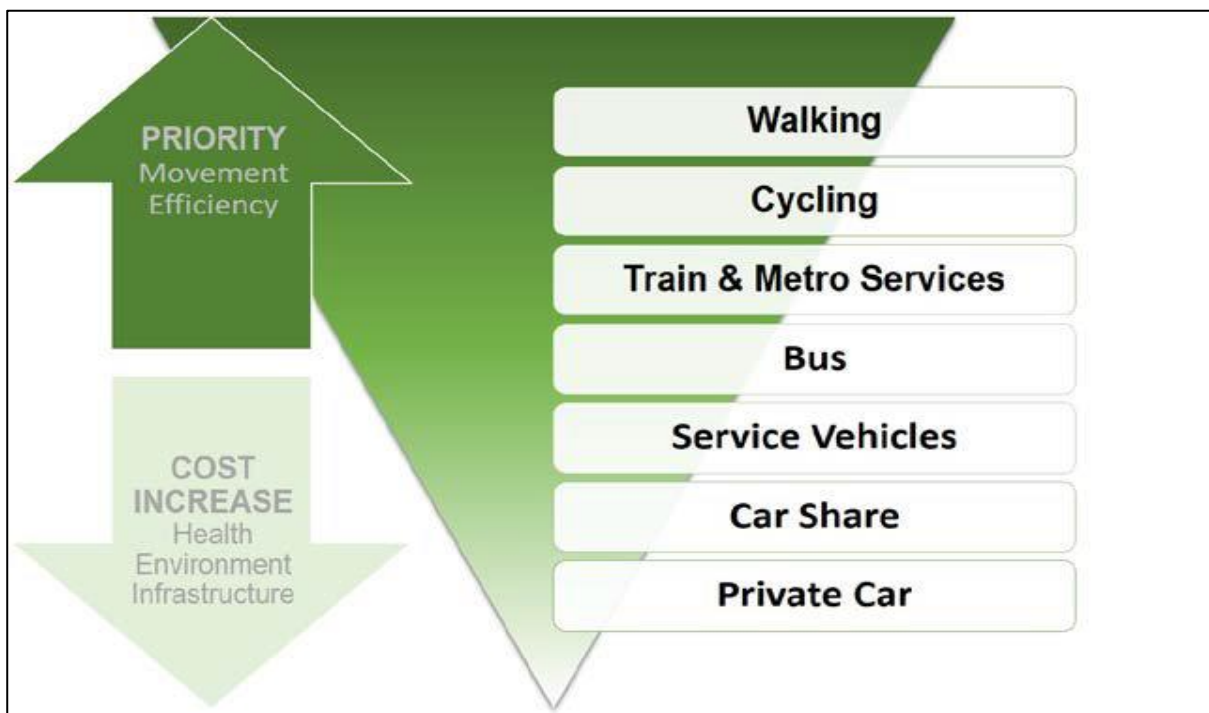 PRIORITY
Movement
Efficiency
COST
INCREASE
Health
Environment
Infrastructure
Walking
Cycling
Train & Metro Services
Bus
Service Vehicles
Car Share
Private Car